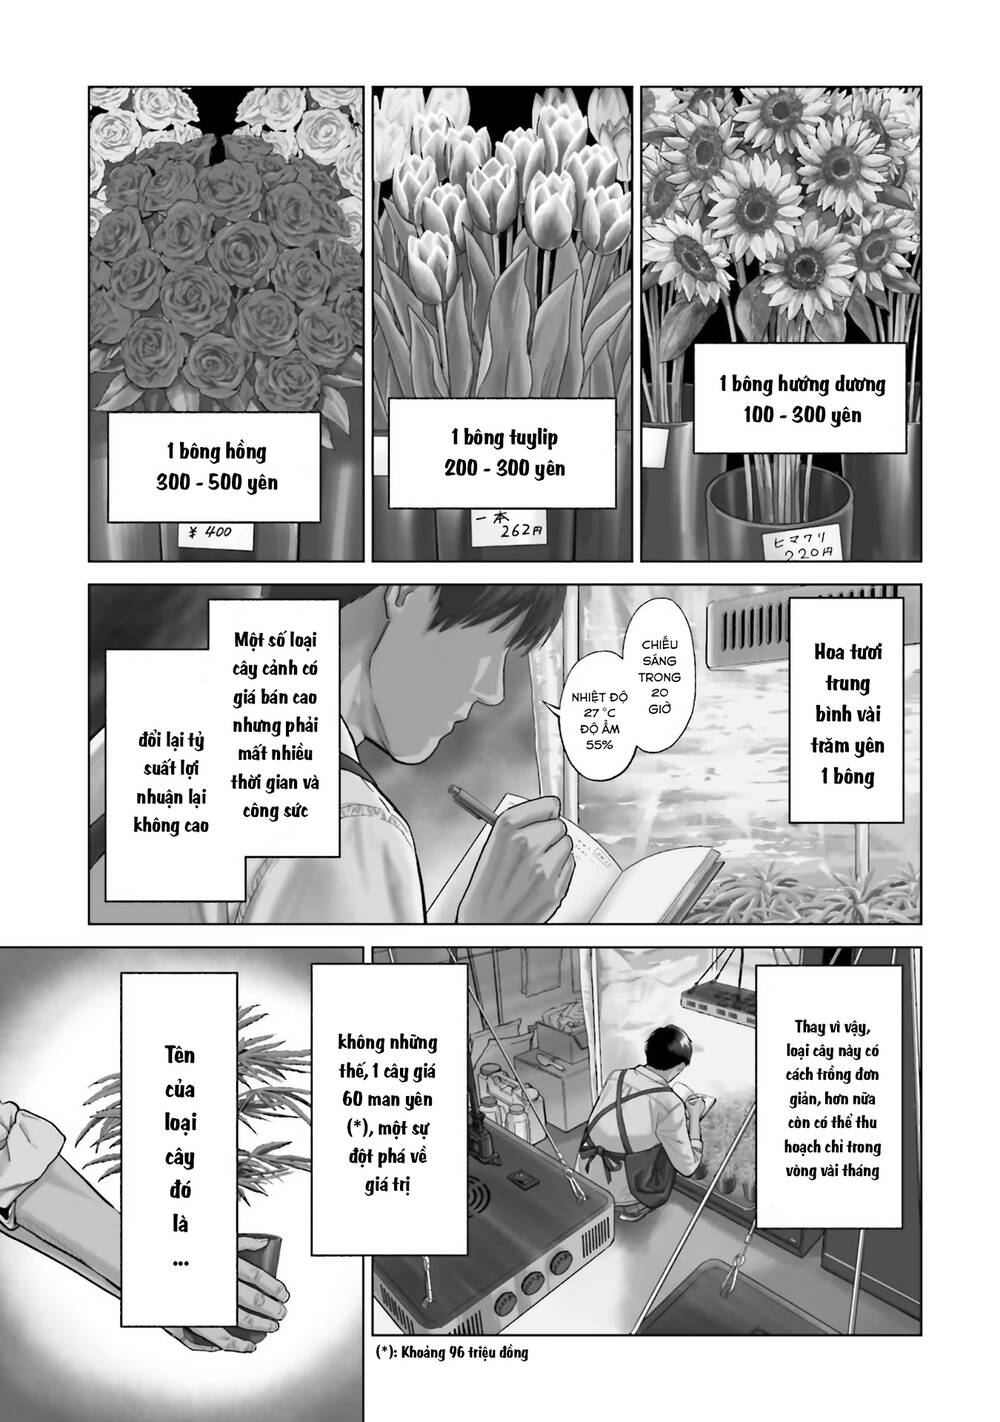 1 bông hướng dương
100 - 300 yên
ヒマワリ
220円
1 bông tuylip
200 - 300 yên
一本
262円
1 bông hồng
300 - 500 yên
¥ 400
Hoa tươi
trung
bình vài
trăm yên
1 bông
CHIẾU
SÁNG
TRONG
20
GIỜ
NHIỆT ĐỘ
27 °C
ĐỘ ẨM
55%
Một số loại
cây cảnh có
giá bán cao
nhưng phải
mất nhiều
thời gian và
công sức
đổi lại tỷ
suất lợi
nhuận lại
không cao
Thay vì vậy,
loại cây này có
cách trồng đơn
giản, hơn nữa
còn có thể thu
hoạch chỉ trong
vòng vài tháng
không những
thế, 1 cây giá
60 man yên
(*), một sự
đột phá về
giá trị
Tên
của
loại
cây
đó
là
...
(*): Khoảng 96 triệu đồng